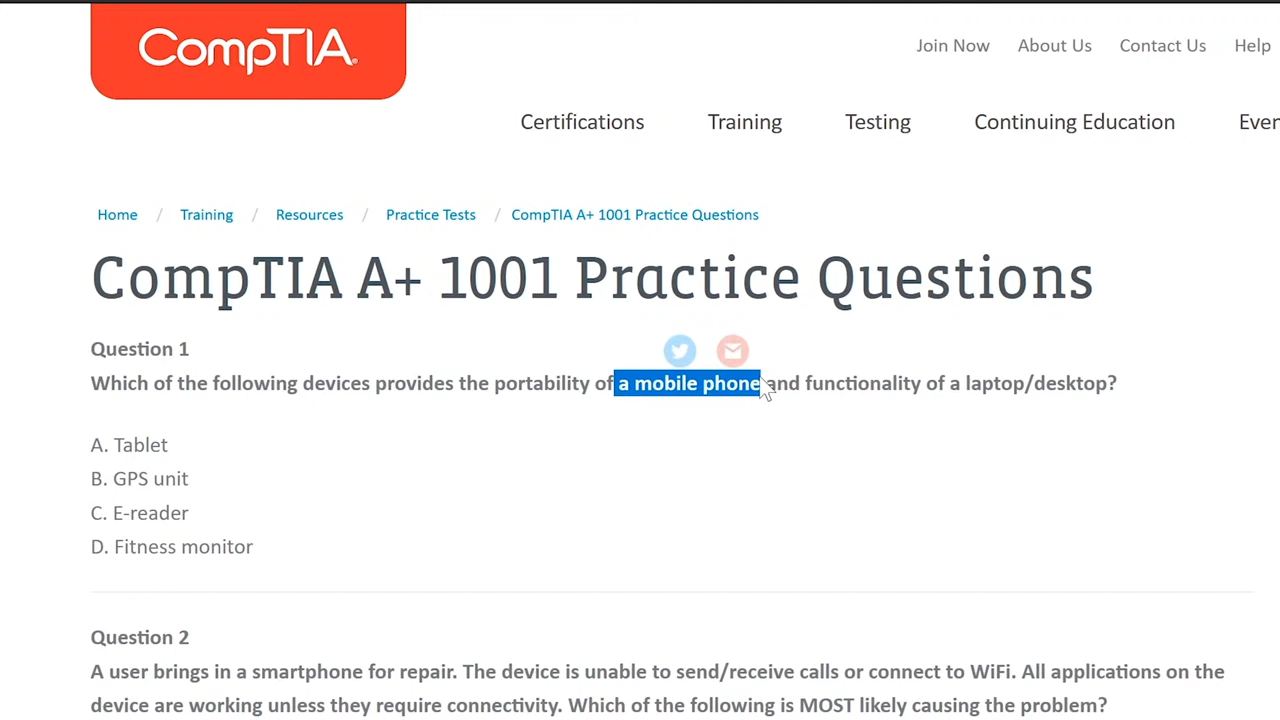 CompTIA.
Join Now About Us Contact Us Help
Certifications Training Testing Continuing Education Even
Home / Training / Resources / Practice Tests / CompTIA A+ 1001 Practice Questions
CompTIA A+ 1001 Practice Questions
Question 1
Which of the following devices provides the portability of a mobile phone and functionality of a laptop/desktop?
A. Tablet
B. GPS unit
C. E-reader
D. Fitness monitor
Question 2
A user brings in a smartphone for repair. The device is unable to send/receive calls or connect to WiFi. All applications on the
device are working unless they require connectivity. Which of the following is MOST likely causing the problem?